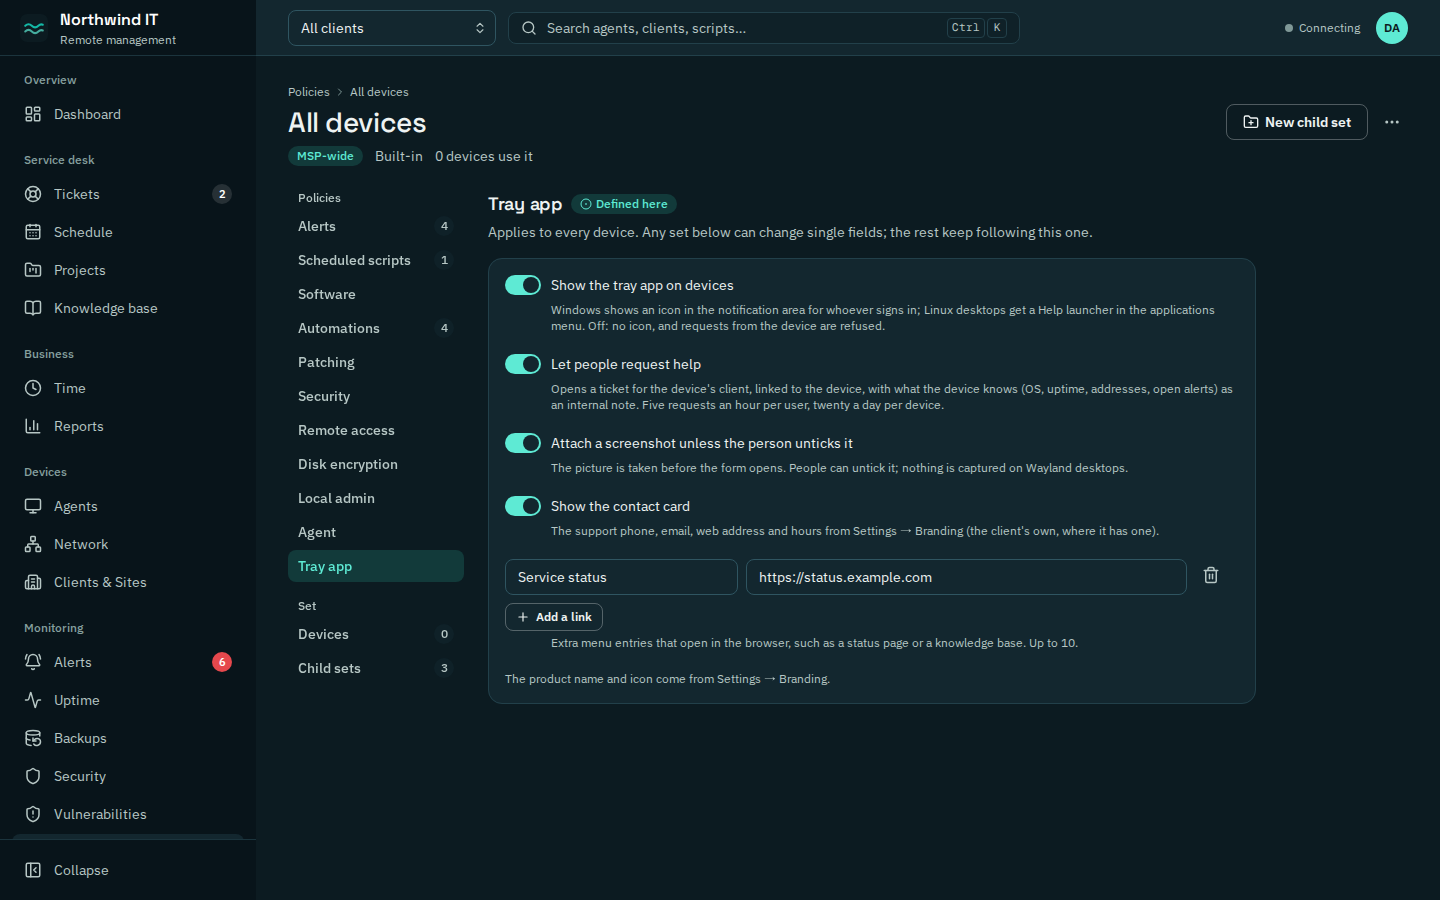 Northwind IT
Remote management
All clients
Search agents, clients, scripts...
Ctrl K
Connecting
DA
Overview
Dashboard
Service desk
Tickets 2
Schedule
Projects
Knowledge base
Business
Time
Reports
Devices
Agents
Network
Clients & Sites
Monitoring
Alerts 6
Uptime
Backups
Security
Vulnerabilities
Collapse
Policies > All devices
All devices
MSP-wide Built-in 0 devices use it
New child set
Policies
Alerts 4
Scheduled scripts 1
Software
Automations 4
Patching
Security
Remote access
Disk encryption
Local admin
Agent
Tray app
Set
Devices 0
Child sets 3
Tray app Defined here
Applies to every device. Any set below can change single fields; the rest keep following this one.
Show the tray app on devices
Windows shows an icon in the notification area for whoever signs in; Linux desktops get a Help launcher in the applications
menu. Off: no icon, and requests from the device are refused.
Let people request help
Opens a ticket for the device's client, linked to the device, with what the device knows (OS, uptime, addresses, open alerts) as
an internal note. Five requests an hour per user, twenty a day per device.
Attach a screenshot unless the person unticks it
The picture is taken before the form opens. People can untick it; nothing is captured on Wayland desktops.
Show the contact card
The support phone, email, web address and hours from Settings → Branding (the client's own, where it has one).
Service status https://status.example.com
Add a link
Extra menu entries that open in the browser, such as a status page or a knowledge base. Up to 10.
The product name and icon come from Settings → Branding.